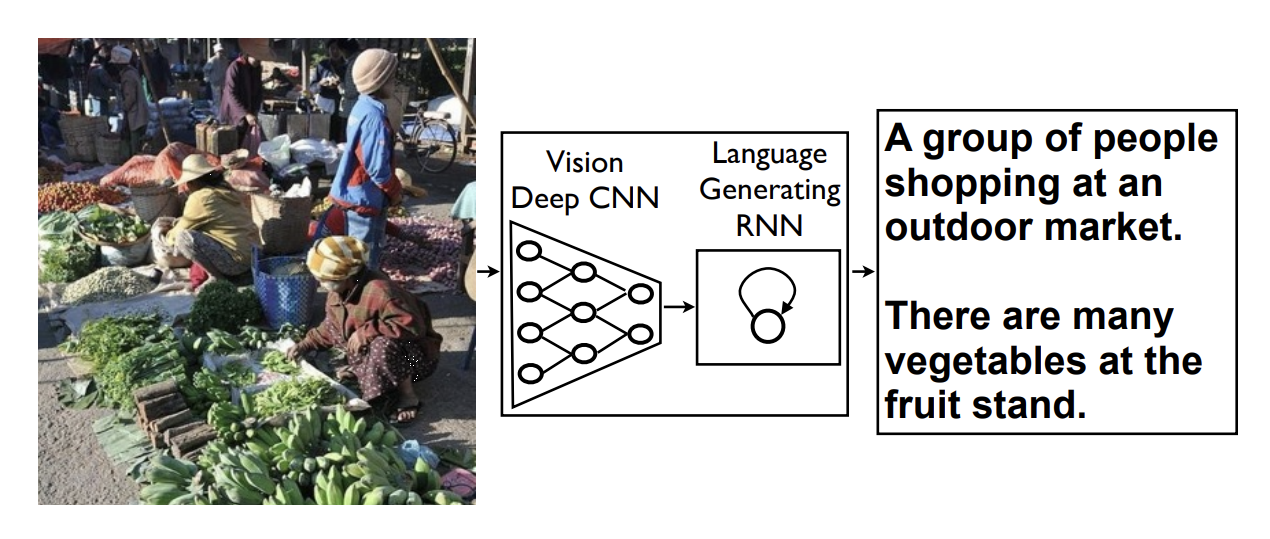 Vision
Deep CNN
Language
Generating
RNN
A group of people
shopping at an
outdoor market.
There are many
vegetables at the
fruit stand.